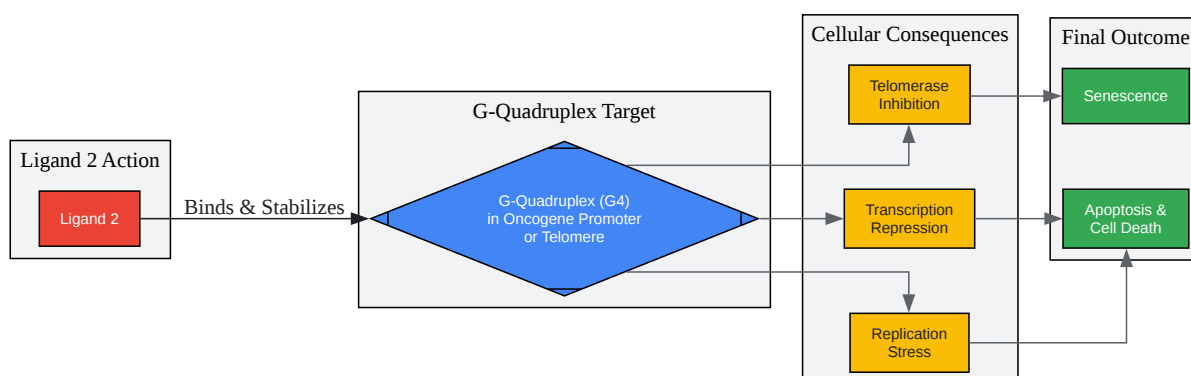 Ligand 2 Action
Ligand 2
Binds & Stabilizes
G-Quadruplex Target
G-Quadruplex (G4)
in Oncogene Promoter
or Telomere
Cellular Consequences
Telomerase
Inhibition
Transcription
Repression
Replication
Stress
Final Outcome
Senescence
Apoptosis &
Cell Death